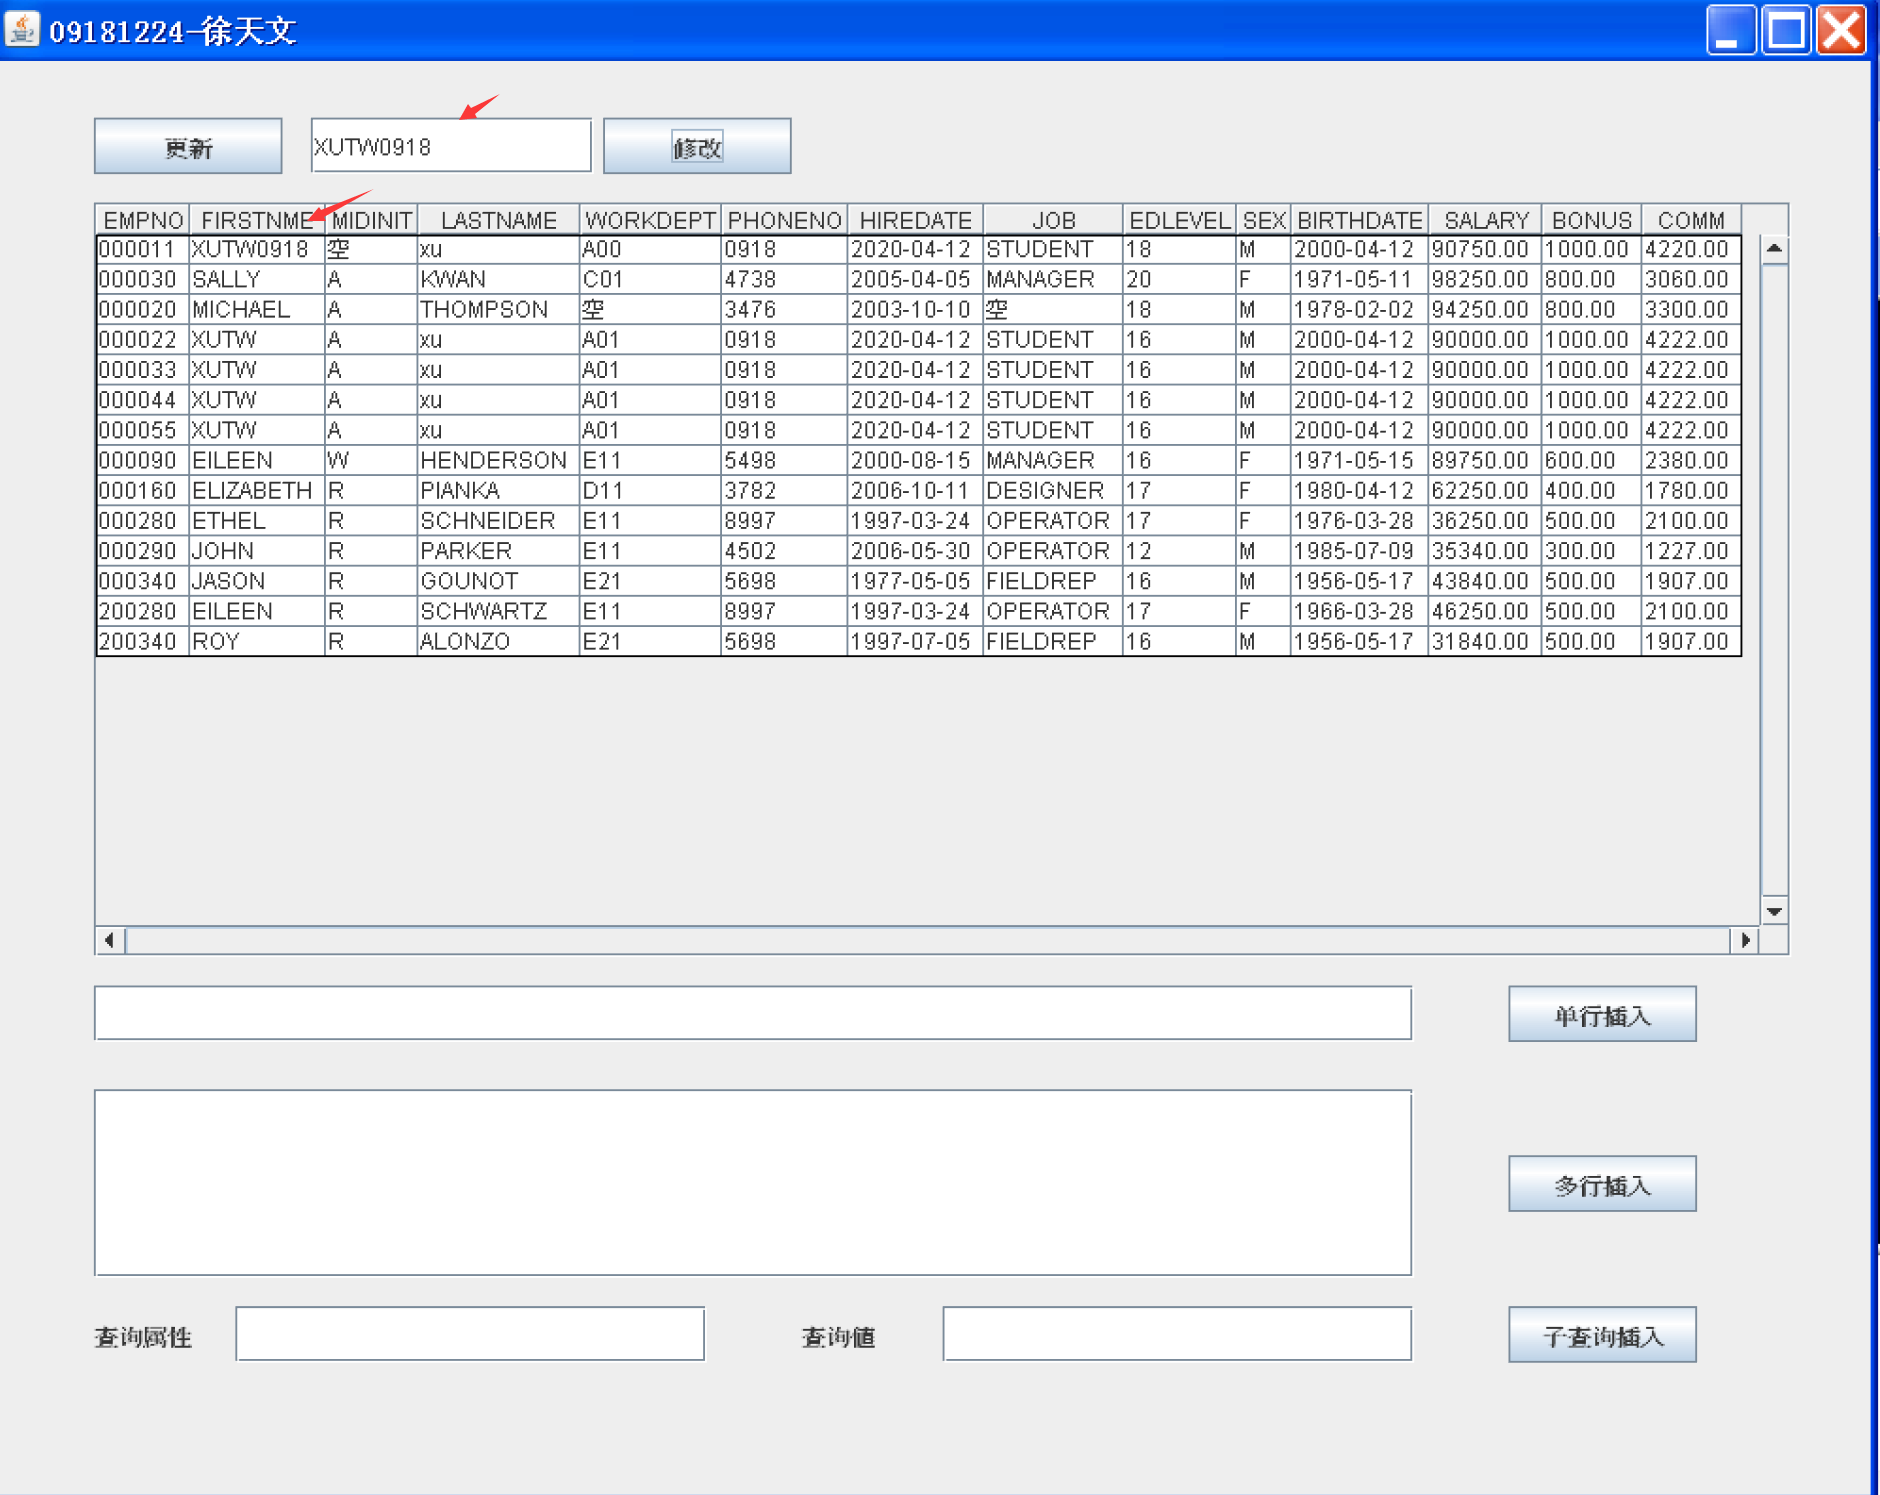 09181224-徐天文
更新 XUTW0918 修改
EMPNO FIRSTNME MIDINIT LASTNAME WORKDEPT PHONENO HIREDATE JOB EDLEVEL SEX BIRTHDATE SALARY BONUS COMM
000011 XUTW0918 空 xu A00 0918 2020-04-12 STUDENT 18 M 2000-04-12 90750.00 1000.00 4220.00
000030 SALLY A KWAN C01 4738 2005-04-05 MANAGER 20 F 1971-05-11 98250.00 800.00 3060.00
000020 MICHAEL A THOMPSON 空 3476 2003-10-10 空 18 M 1978-02-02 94250.00 800.00 3300.00
000022 XUTW A xu A01 0918 2020-04-12 STUDENT 16 M 2000-04-12 90000.00 1000.00 4222.00
000033 XUTW A xu A01 0918 2020-04-12 STUDENT 16 M 2000-04-12 90000.00 1000.00 4222.00
000044 XUTW A xu A01 0918 2020-04-12 STUDENT 16 M 2000-04-12 90000.00 1000.00 4222.00
000055 XUTW A xu A01 0918 2020-04-12 STUDENT 16 M 2000-04-12 90000.00 1000.00 4222.00
000090 EILEEN W HENDERSON E11 5498 2000-08-15 MANAGER 16 F 1971-05-15 89750.00 600.00 2380.00
000160 ELIZABETH R PIANKA D11 3782 2006-10-11 DESIGNER 17 F 1980-04-12 62250.00 400.00 1780.00
000280 ETHEL R SCHNEIDER E11 8997 1997-03-24 OPERATOR 17 F 1976-03-28 36250.00 500.00 2100.00
000290 JOHN R PARKER E11 4502 2006-05-30 OPERATOR 12 M 1985-07-09 35340.00 300.00 1227.00
000340 JASON R GOUNOT E21 5698 1977-05-05 FIELDREP 16 M 1956-05-17 43840.00 500.00 1907.00
200280 EILEEN R SCHWARTZ E11 8997 1997-03-24 OPERATOR 17 F 1966-03-28 46250.00 500.00 2100.00
200340 ROY R ALONZO E21 5698 1997-07-05 FIELDREP 16 M 1956-05-17 31840.00 500.00 1907.00
单行插入
多行插入
查询属性 查询值 子查询插入